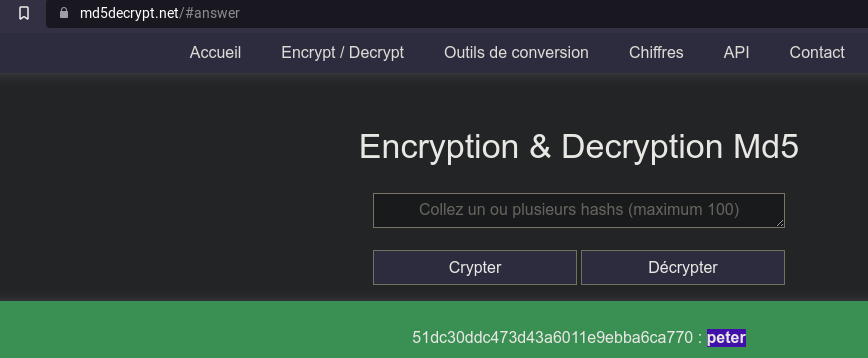 md5decrypt.net/#answer
Accueil Encrypt / Decrypt Outils de conversion Chiffres API Contact
Encryption & Decryption Md5
Collez un ou plusieurs hashs (maximum 100)
Crypter Décrypter
51dc30ddc473d43a6011e9ebba6ca770 : peter